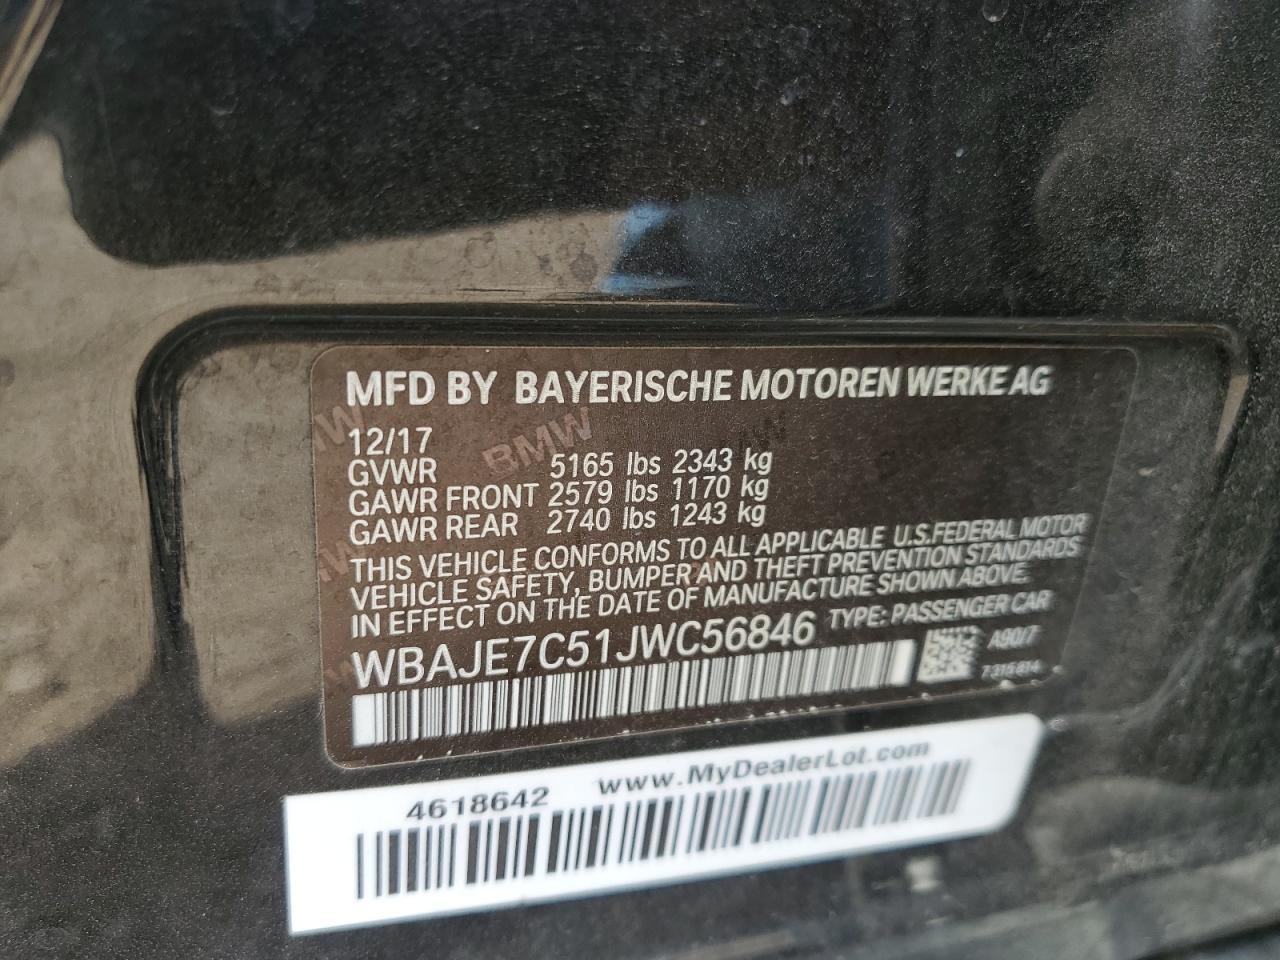 MFD BY BAYERISCHE MOTOREN WERKE AG
12/17
BMW
GVWR 5165 lbs 2343 kg
GAWR FRONT 2579 lbs 1170 kg
GAWR REAR 2740 lbs 1243 kg
THIS VEHICLE CONFORMS TO ALL APPLICABLE U.S.FEDERAL MOTOR
VEHICLE SAFETY, BUMPER AND THEFT PREVENTION STANDARDS
IN EFFECT ON THE DATE OF MANUFACTURE SHOWN ABOVE.
WBAJE7C51JWC56846 TYPE: PASSENGER CAR
A90/7
7315814
4618642 www.MyDealerLot.com